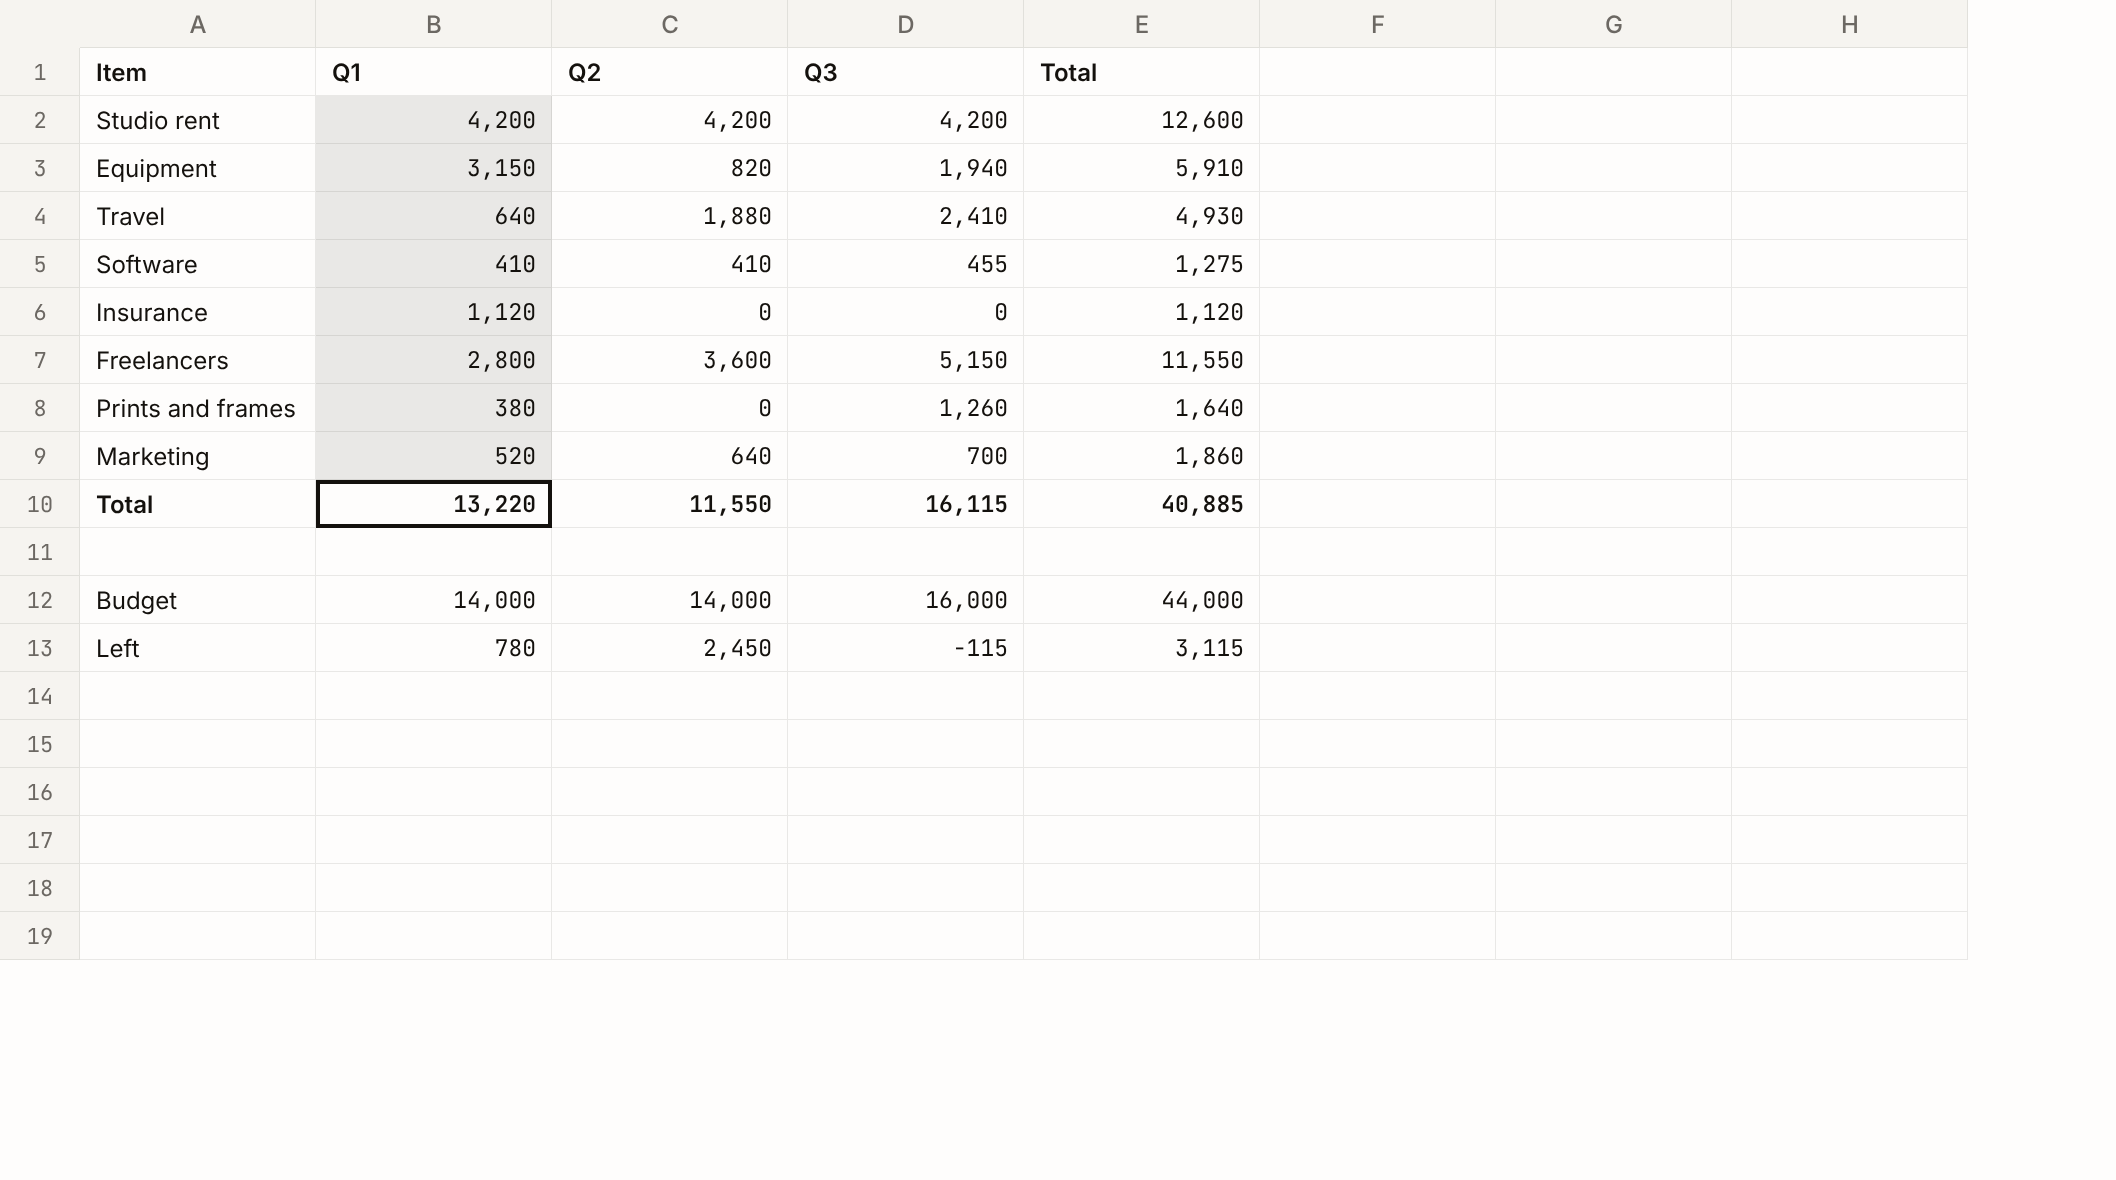 A B C D E F G H
1 Item Q1 Q2 Q3 Total
2 Studio rent 4,200 4,200 4,200 12,600
3 Equipment 3,150 820 1,940 5,910
4 Travel 640 1,880 2,410 4,930
5 Software 410 410 455 1,275
6 Insurance 1,120 0 0 1,120
7 Freelancers 2,800 3,600 5,150 11,550
8 Prints and frames 380 0 1,260 1,640
9 Marketing 520 640 700 1,860
10 Total 13,220 11,550 16,115 40,885
11
12 Budget 14,000 14,000 16,000 44,000
13 Left 780 2,450 -115 3,115
14
15
16
17
18
19